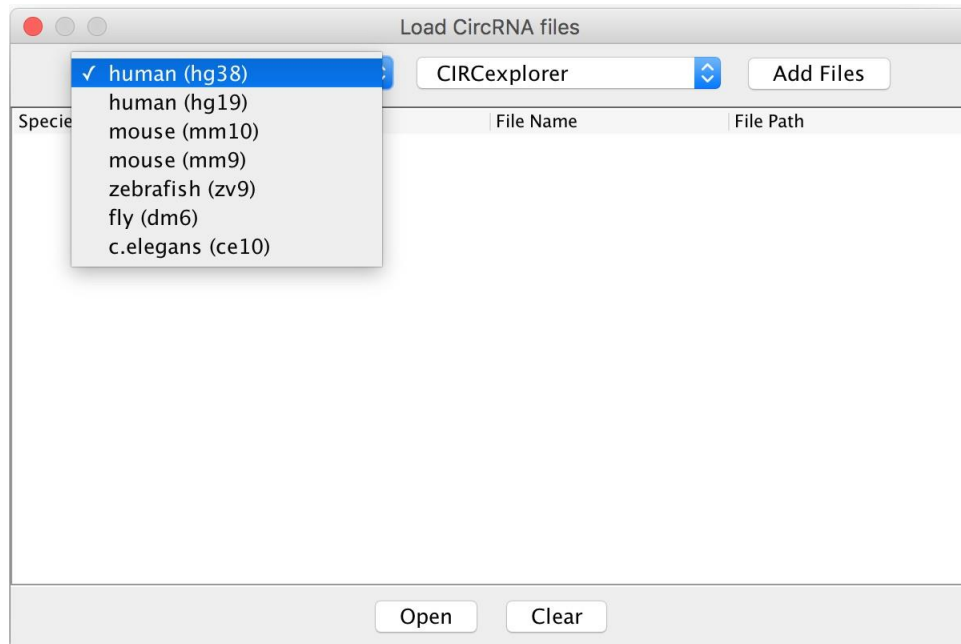 Load CircRNA files
✓ human (hg38)
human (hg19)
mouse (mm10)
mouse (mm9)
zebrafish (zv9)
fly (dm6)
c.elegans (ce10)
CIRCexplorer
Add Files
Specie
File Name
File Path
Open
Clear